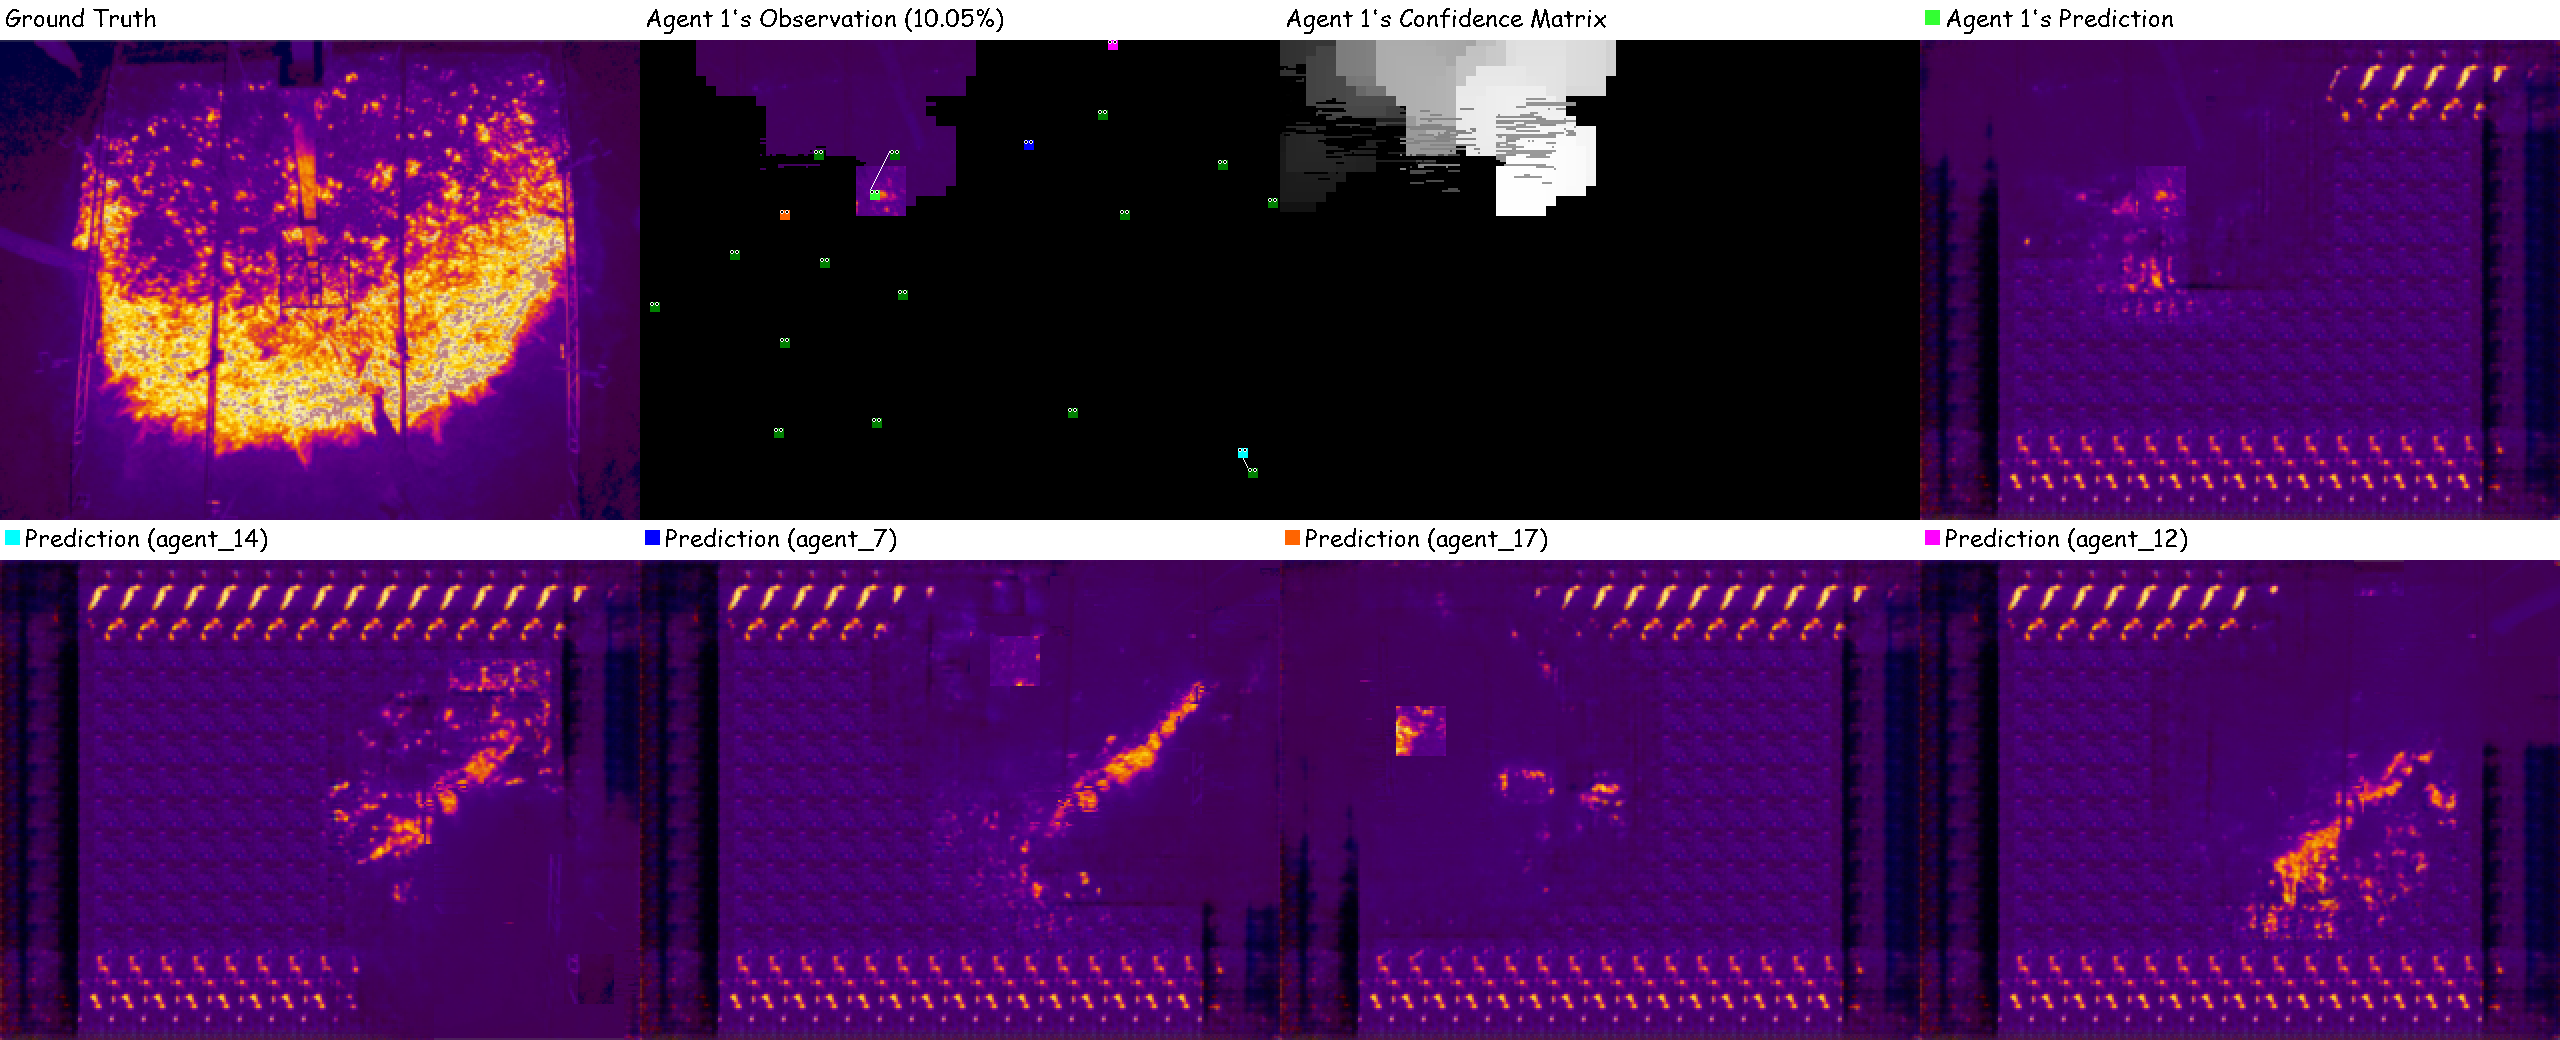 Ground Truth
Agent 1's Observation (10.05%)
Agent 1's Confidence Matrix
Agent 1's Prediction
Prediction (agent_14)
Prediction (agent_7)
Prediction (agent_17)
Prediction (agent_12)